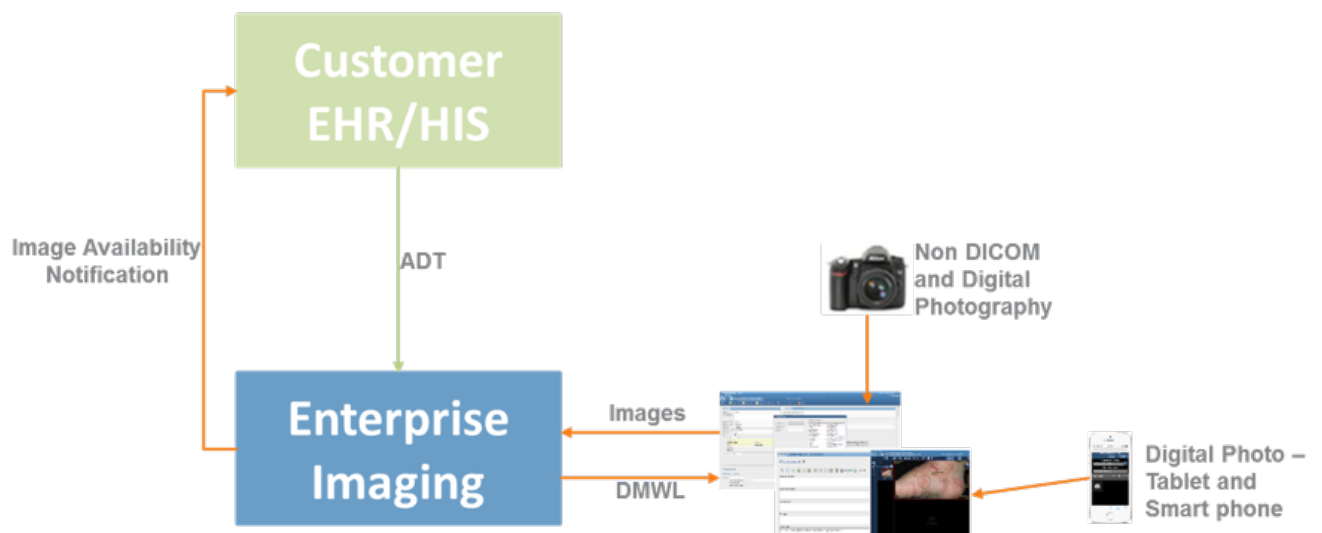 Customer
EHR/HIS
Image Availability
Notification
ADT
Non DICOM
and Digital
Photography
Enterprise
Imaging
Images
DMWL
Digital Photo –
Tablet and
Smart phone